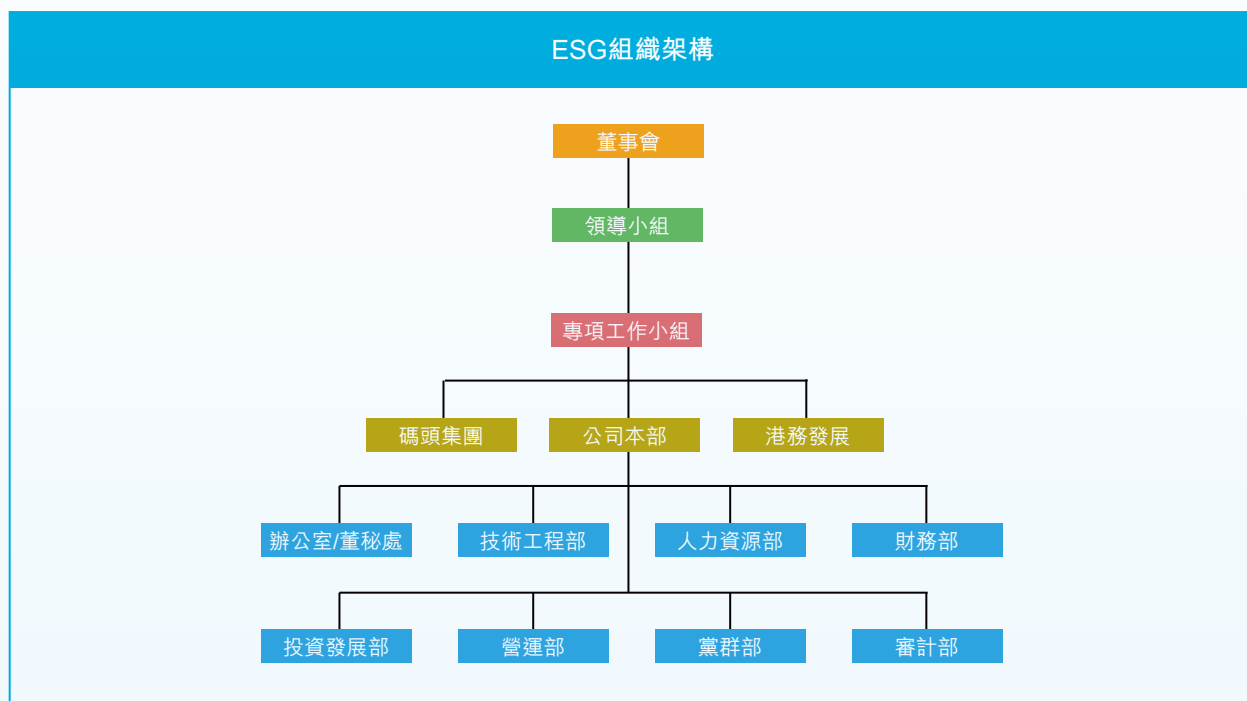 ESG組織架構
董事會
領導小組
專項工作小組
碼頭集團
公司本部
港務發展
辦公室/董秘處
技術工程部
人力資源部
財務部
投資發展部
營運部
黨群部
審計部